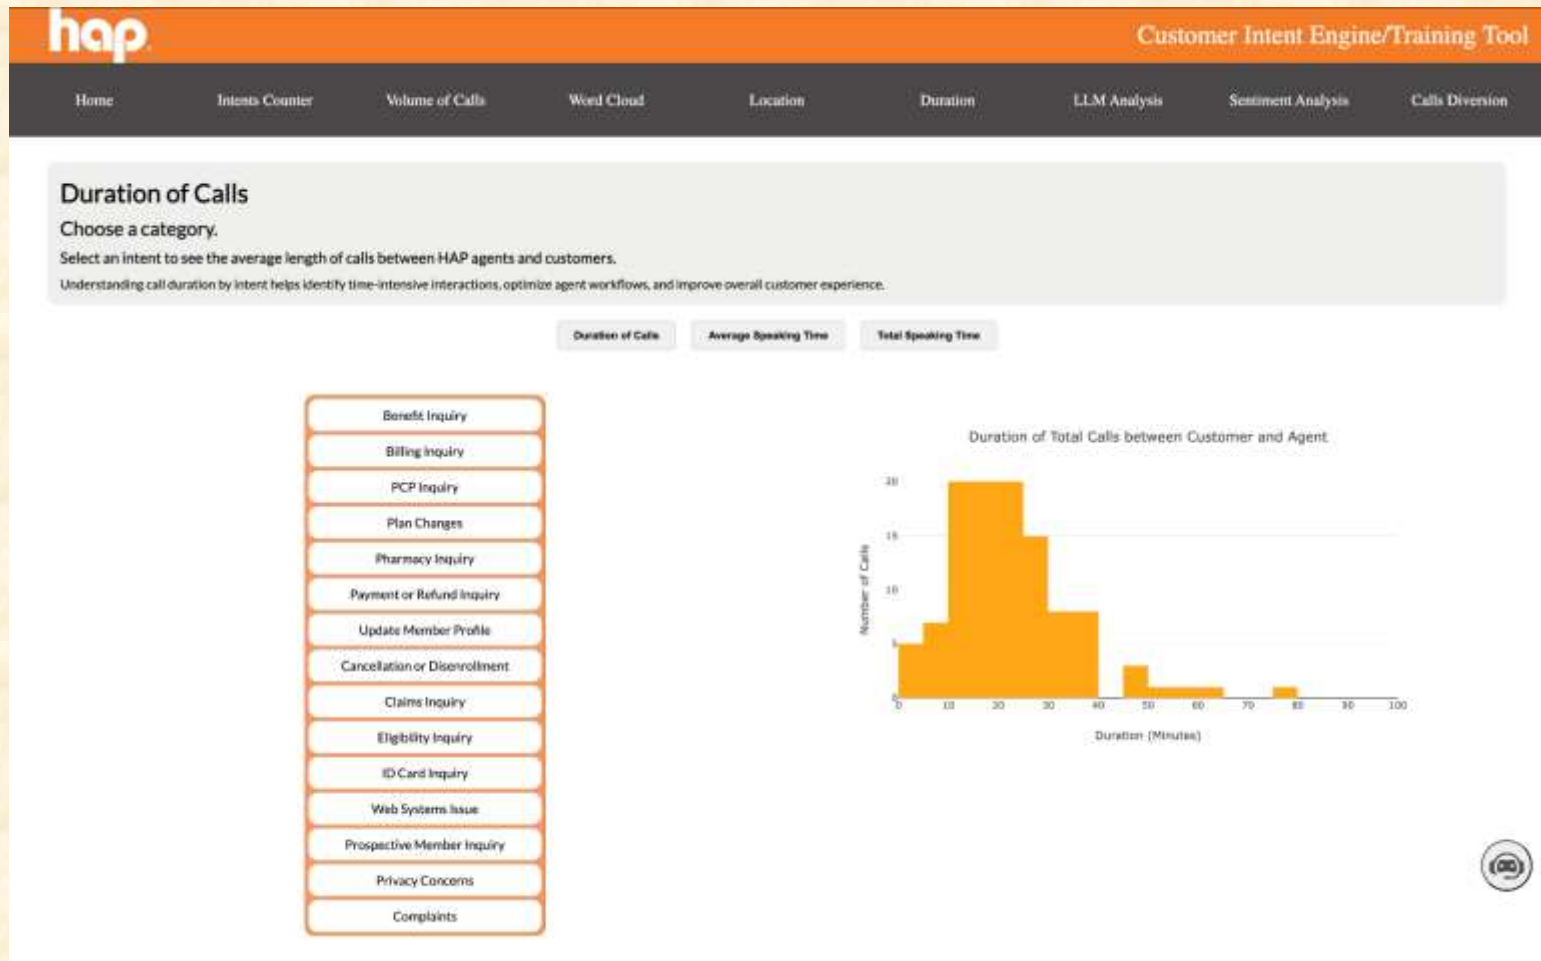 hap
Customer Intent Engine/Training Tool
Home Intents Counter Volume of Calls Word Cloud Location Duration LLM Analysis Sentiment Analysis Calls Diversion
Duration of Calls
Choose a category.
Select an intent to see the average length of calls between HAP agents and customers.
Understanding call duration by intent helps identify time-intensive interactions, optimize agent workflows, and improve overall customer experience.
Duration of Calls Average Speaking Time Total Speaking Time
Benefit Inquiry
Billing Inquiry
PCP Inquiry
Plan Changes
Pharmacy Inquiry
Payment or Refund Inquiry
Update Member Profile
Cancellation or Disenrollment
Claims Inquiry
Eligibility Inquiry
ID Card Inquiry
Web Systems Issue
Prospective Member Inquiry
Privacy Concerns
Complaints
Duration of Total Calls between Customer and Agent
Number of Calls
20
15
10
5
0
0 10 20 30 40 50 60 70 80 90 100
Duration (Minutes)